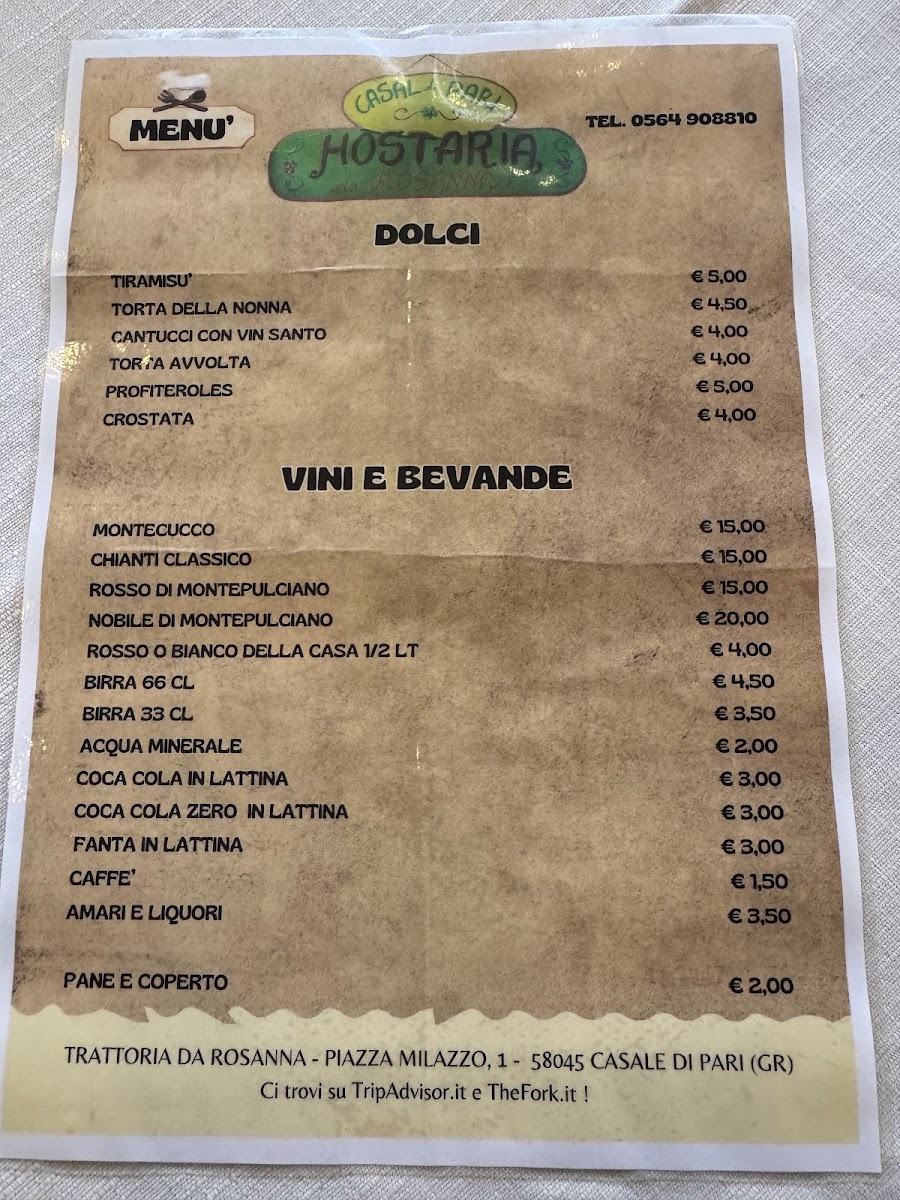 MENU'
CASAL di PARI
HOSTARIA
da ROSANNA
TEL. 0564 908810
DOLCI
TIRAMISU' € 5,00
TORTA DELLA NONNA € 4,50
CANTUCCI CON VIN SANTO € 4,00
TORTA AVVOLTA € 4,00
PROFITEROLES € 5,00
CROSTATA € 4,00
VINI E BEVANDE
MONTECUCCO € 15,00
CHIANTI CLASSICO € 15,00
ROSSO DI MONTEPULCIANO € 15,00
NOBILE DI MONTEPULCIANO € 20,00
ROSSO O BIANCO DELLA CASA 1/2 LT € 4,00
BIRRA 66 CL € 4,50
BIRRA 33 CL € 3,50
ACQUA MINERALE € 2,00
COCA COLA IN LATTINA € 3,00
COCA COLA ZERO IN LATTINA € 3,00
FANTA IN LATTINA € 3,00
CAFFE' € 1,50
AMARI E LIQUORI € 3,50
PANE E COPERTO € 2,00
TRATTORIA DA ROSANNA - PIAZZA MILAZZO, 1 - 58045 CASALE DI PARI (GR)
Ci trovi su TripAdvisor.it e TheFork.it !